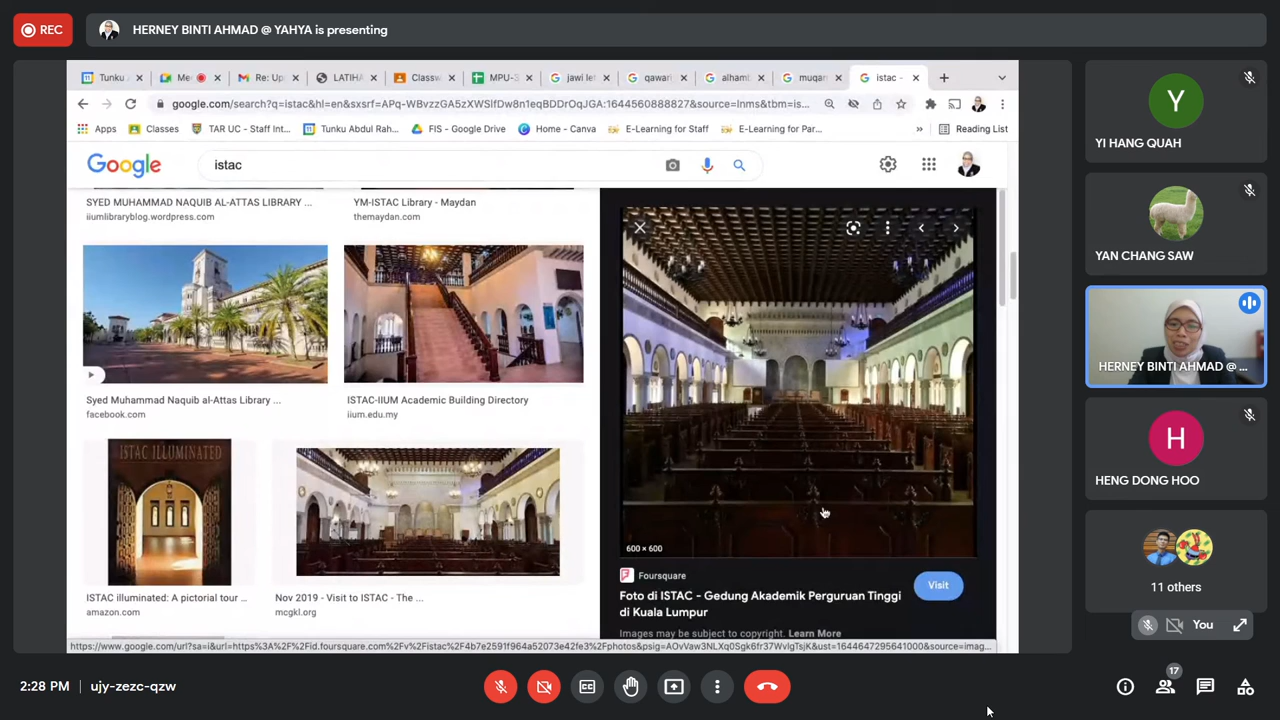 REC
HERNEY BINTI AHMAD @ YAHYA is presenting
Tunku
Mee
Re: Up
LATIHA
Classw
MPU-3
jawi let
qawari
alhamb
muqar
istac -
google.com/search?q=istac&hl=en&sxsrf=APq-WBvzzGA5zXWSlfDw8n1eqBDDrOqJGA:1644560888827&source=lnms&tbm=is...
Apps
Classes
TAR UC - Staff Int...
Tunku Abdul Rah...
FIS - Google Drive
Home - Canva
E-Learning for Staff
E-Learning for Par...
»
Reading List
Google
istac
SYED MUHAMMAD NAQUIB AL-ATTAS LIBRARY ...
iiumlibraryblog.wordpress.com
YM-ISTAC Library - Maydan
themaydan.com
Syed Muhammad Naquib al-Attas Library ...
facebook.com
ISTAC-IIUM Academic Building Directory
iium.edu.my
ISTAC ILLUMINATED
ISTAC illuminated: A pictorial tour ...
amazon.com
Nov 2019 - Visit to ISTAC - The ...
mcgkl.org
600 × 600
Foursquare
Foto di ISTAC - Gedung Akademik Perguruan Tinggi
di Kuala Lumpur
Visit
Images may be subject to copyright. Learn More
YI HANG QUAH
YAN CHANG SAW
HERNEY BINTI AHMAD @ ...
H
HENG DONG HOO
Y
11 others
You
2:28 PM
ujy-zezc-qzw
17